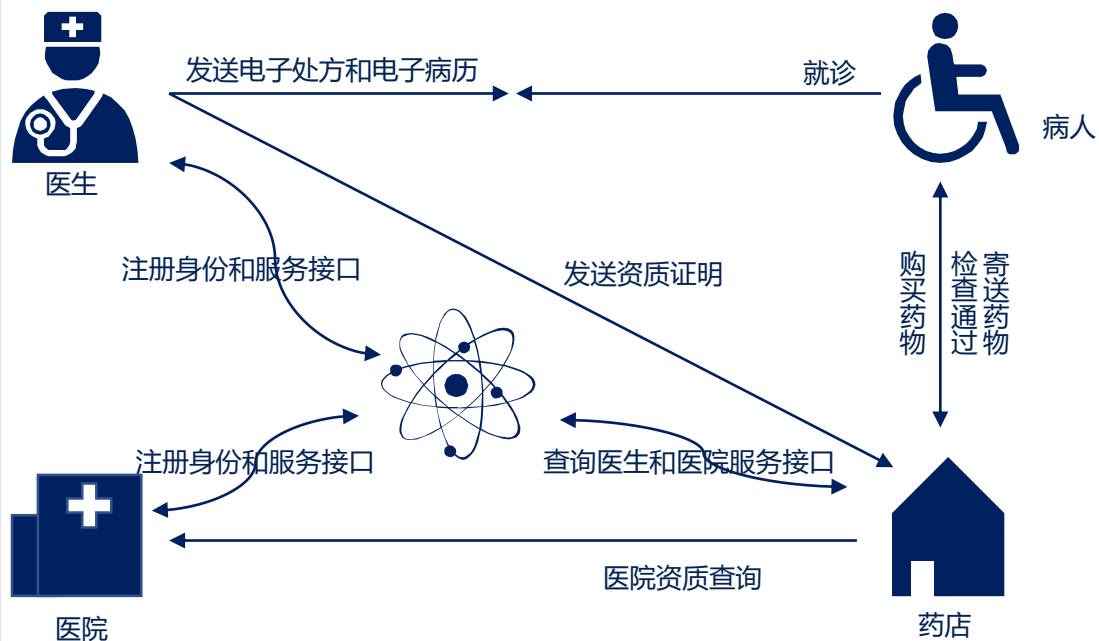 发送电子处方和电子病历
就诊
病人
医生
注册身份和服务接口
发送资质证明
购买药物
检查通过
寄送药物
注册身份和服务接口
查询医生和医院服务接口
医院资质查询
医院
药店